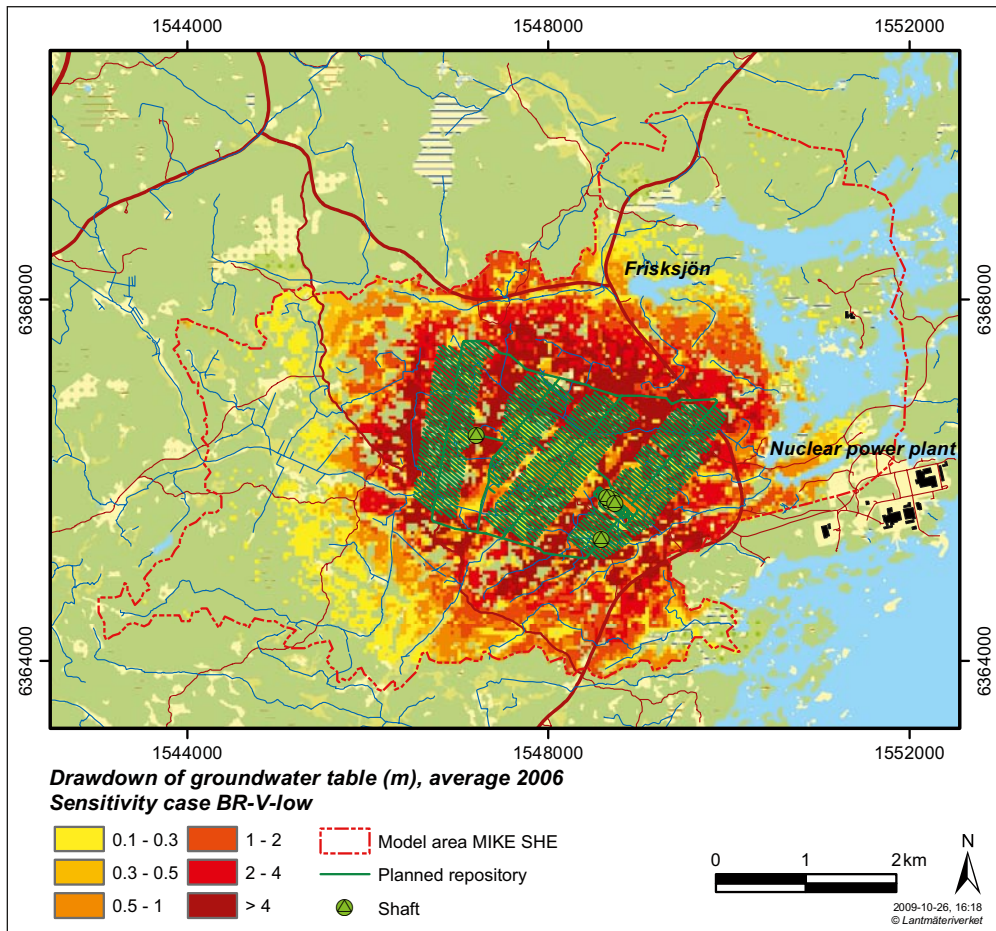 1544000 1548000 1552000
Frisksjön
6368000 6368000
Nuclear power plant
6364000 6364000
1544000 1548000 1552000
Drawdown of groundwater table (m), average 2006
Sensitivity case BR-V-low
0.1 - 0.3
0.3 - 0.5
0.5 - 1
1 - 2
2 - 4
> 4
Model area MIKE SHE
Planned repository
Shaft
0 1 2 km
N
2009-10-26, 16:18
© Lantmäteriverket